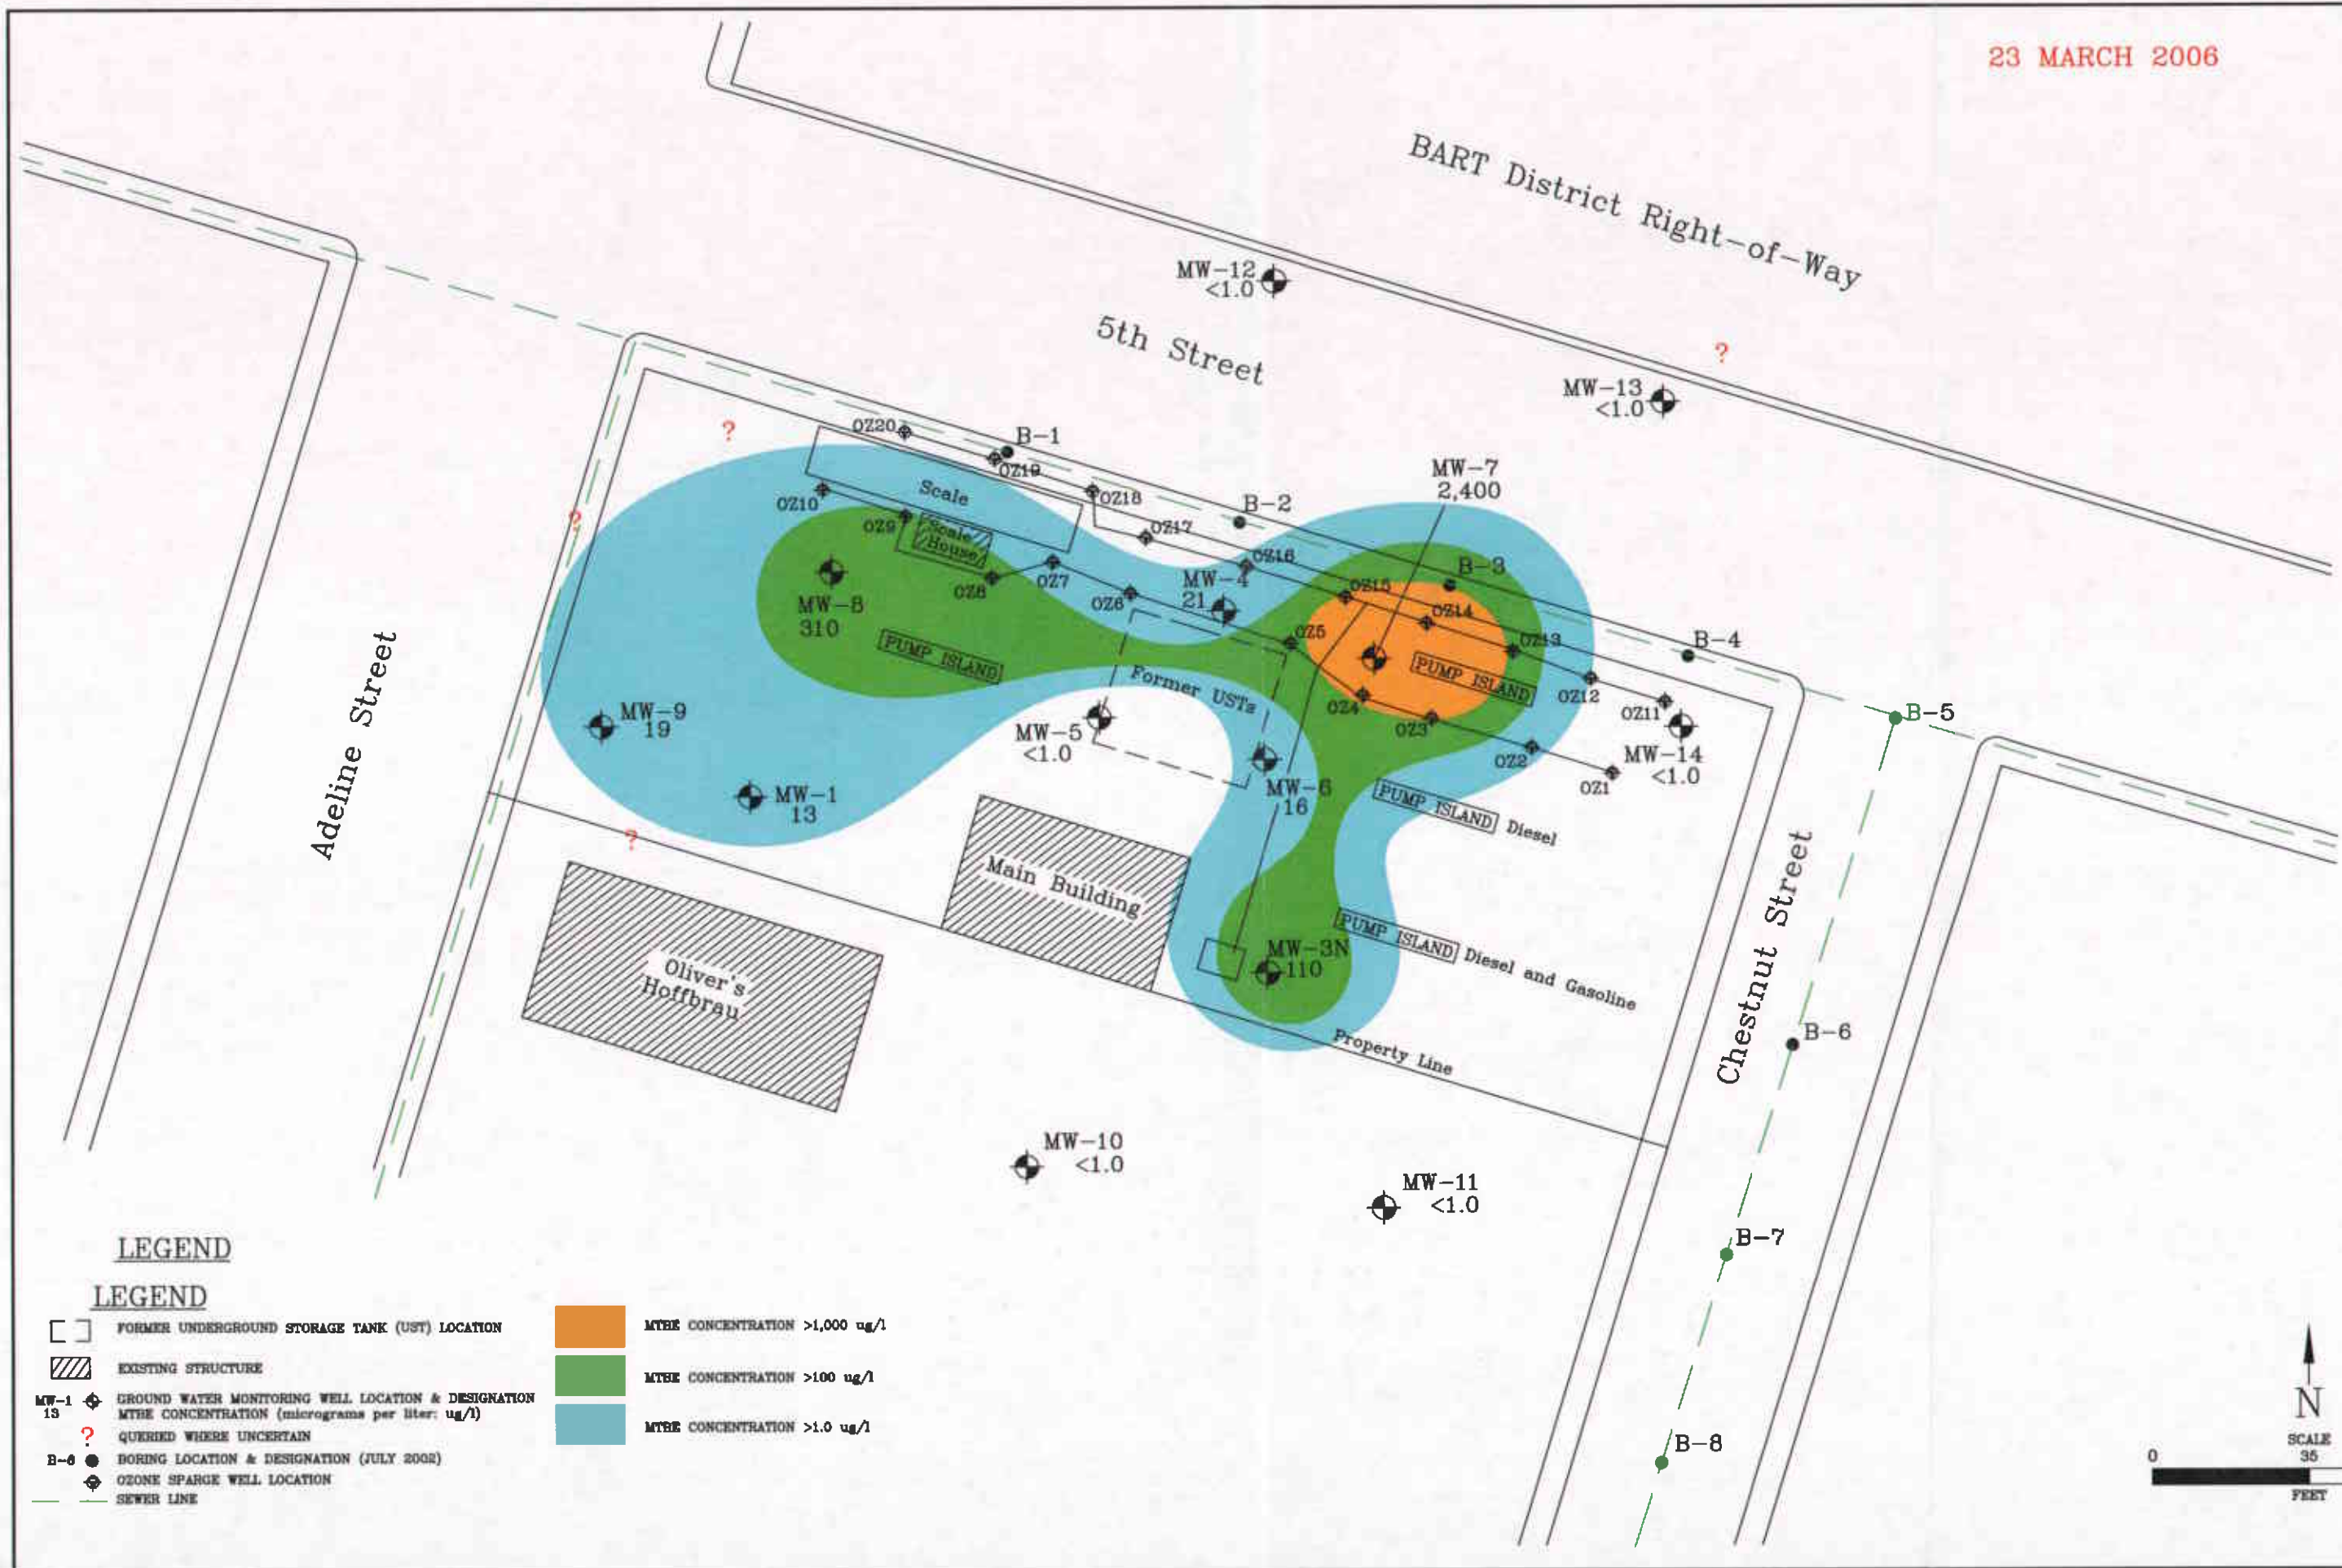 23 MARCH 2006
BART District Right-of-Way
MW-12
<1.0
5th Street
?
MW-13
<1.0
?
OZ20
B-1
OZ19
MW-7
2,400
OZ10
Scale
OZ18
B-2
?
OZ9
Scale
House
OZ17
OZ16
B-3
OZ8
OZ7
OZ6
MW-4
21
OZ15
OZ14
MW-8
310
OZ5
OZ13
B-4
PUMP ISLAND
Former USTs
PUMP ISLAND
OZ12
OZ4
OZ11
B-5
MW-9
19
MW-5
<1.0
OZ3
OZ2
MW-14
<1.0
OZ1
MW-1
13
MW-6
16
PUMP ISLAND Diesel
Adeline Street
?
Main Building
Chestnut Street
PUMP ISLAND Diesel and Gasoline
Oliver's
Hoffbrau
MW-3N
110
Property Line
B-6
MW-10
<1.0
MW-11
<1.0
B-7
B-8
LEGEND
LEGEND
FORMER UNDERGROUND STORAGE TANK (UST) LOCATION
EXISTING STRUCTURE
MW-1
13
GROUND WATER MONITORING WELL LOCATION & DESIGNATION
MTBE CONCENTRATION (micrograms per liter: ug/l)
? QUERIED WHERE UNCERTAIN
B-6 BORING LOCATION & DESIGNATION (JULY 2002)
OZONE SPARGE WELL LOCATION
SEWER LINE
MTBE CONCENTRATION >1,000 ug/l
MTBE CONCENTRATION >100 ug/l
MTBE CONCENTRATION >1.0 ug/l
N
SCALE
0 35
FEET